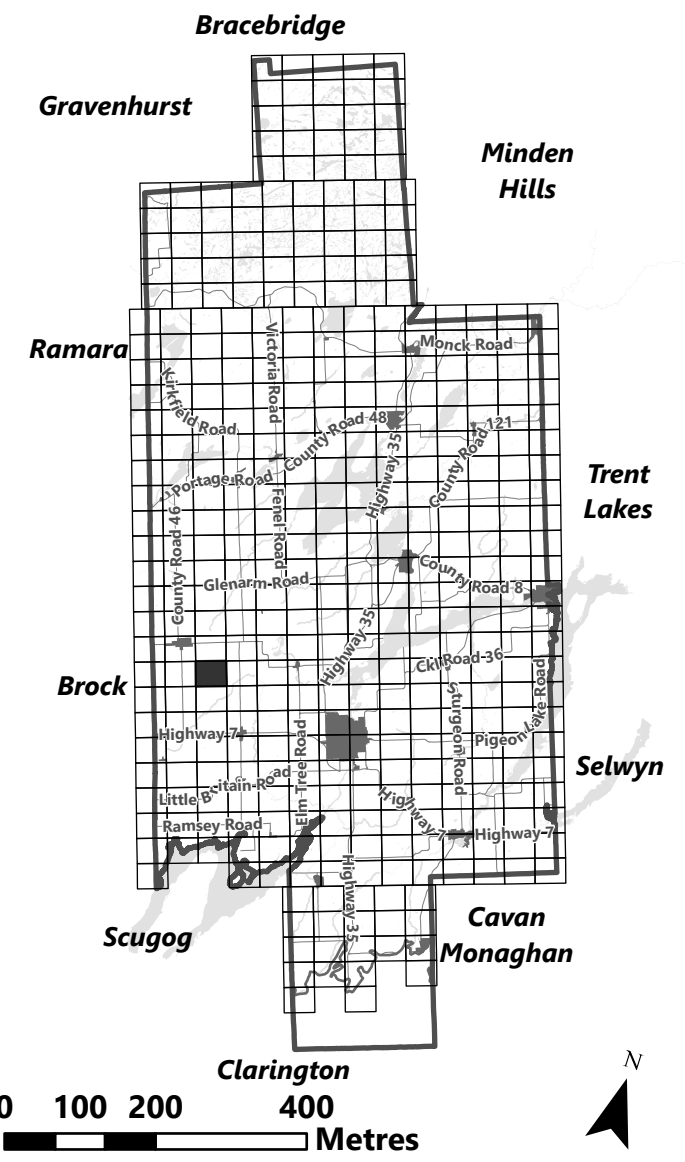 Bracebridge
Gravenhurst
Minden
Hills
Ramara
Monck Road
Victoria Road
Kirkfield Road
County Road 48
Highway 35
County Road 121
Portage Road
Trent
Lakes
Fenel Road
County Road 46
Glenarm Road
County Road 8
Highway 35
Ckl Road 36
Brock
Sturgeon Road
Pigeon Lake Road
Highway 7
Elm Tree Road
Selwyn
Little Britain Road
Highway 7
Ramsey Road
Highway 7
Highway 35
Scugog
Cavan
Monaghan
Clarington
N
0 100 200 400
Metres